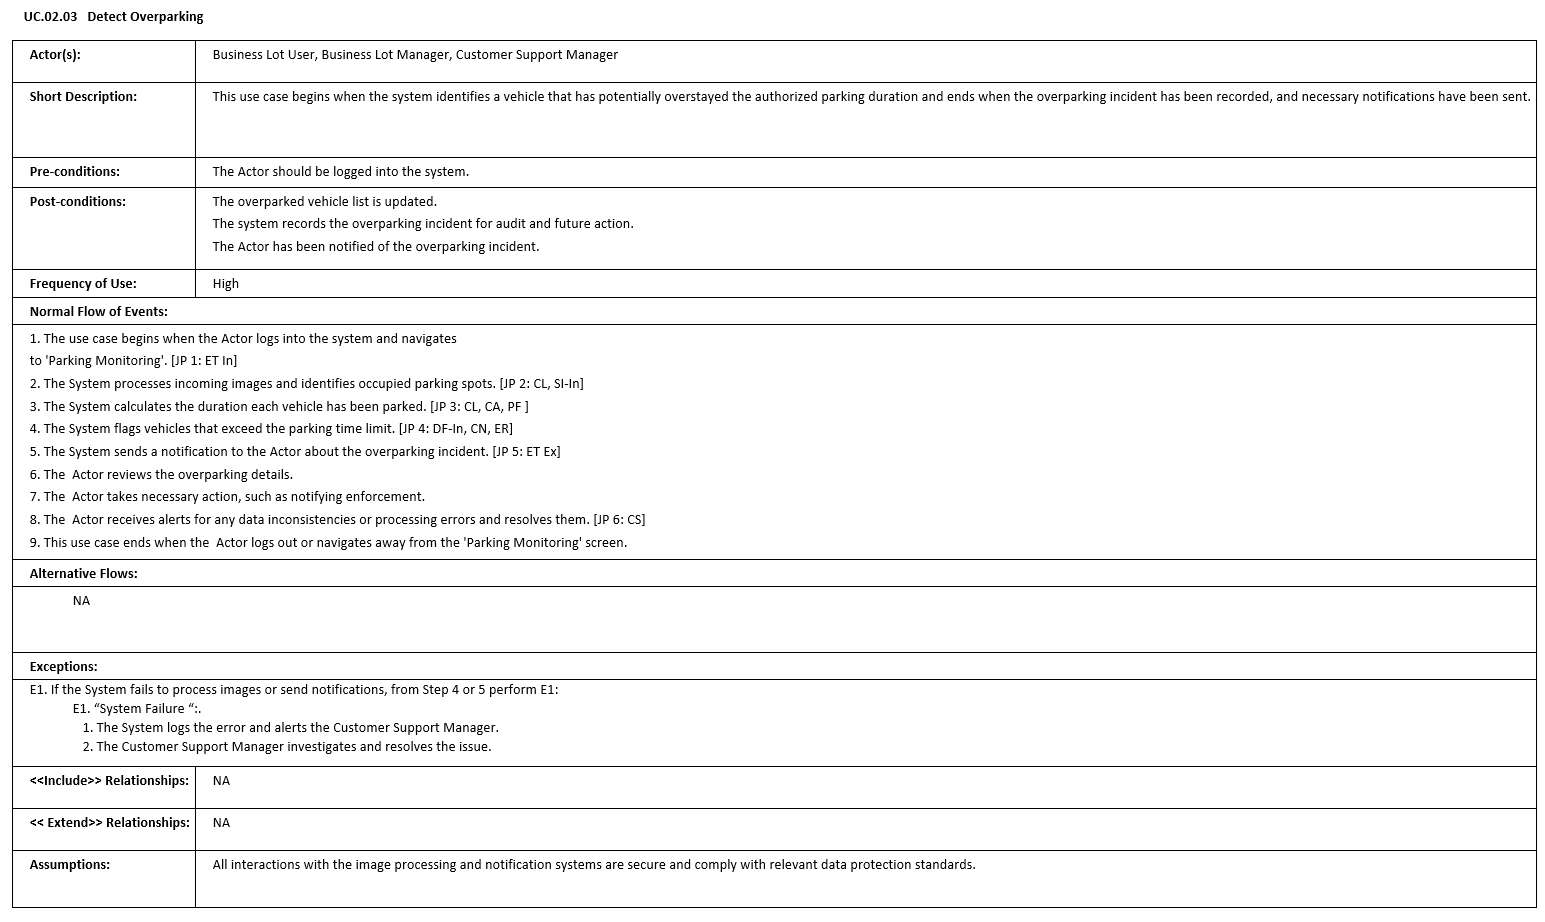 UC.02.03   Detect Overparking
Actor(s): Business Lot User, Business Lot Manager, Customer Support Manager
Short Description: This use case begins when the system identifies a vehicle that has potentially overstayed the authorized parking duration and ends when the overparking incident has been recorded, and necessary notifications have been sent.
Pre-conditions: The Actor should be logged into the system.
Post-conditions: The overparked vehicle list is updated.
The system records the overparking incident for audit and future action.
The Actor has been notified of the overparking incident.
Frequency of Use: High
Normal Flow of Events:
1. The use case begins when the Actor logs into the system and navigates
to 'Parking Monitoring'. [JP 1: ET In]
2. The System processes incoming images and identifies occupied parking spots. [JP 2: CL, SI-In]
3. The System calculates the duration each vehicle has been parked. [JP 3: CL, CA, PF ]
4. The System flags vehicles that exceed the parking time limit. [JP 4: DF-In, CN, ER]
5. The System sends a notification to the Actor about the overparking incident. [JP 5: ET Ex]
6. The  Actor reviews the overparking details.
7. The  Actor takes necessary action, such as notifying enforcement.
8. The  Actor receives alerts for any data inconsistencies or processing errors and resolves them. [JP 6: CS]
9. This use case ends when the  Actor logs out or navigates away from the 'Parking Monitoring' screen.
Alternative Flows:
NA
Exceptions:
E1. If the System fails to process images or send notifications, from Step 4 or 5 perform E1:
E1. “System Failure “:.
1. The System logs the error and alerts the Customer Support Manager.
2. The Customer Support Manager investigates and resolves the issue.
<<Include>> Relationships: NA
<< Extend>> Relationships: NA
Assumptions: All interactions with the image processing and notification systems are secure and comply with relevant data protection standards.